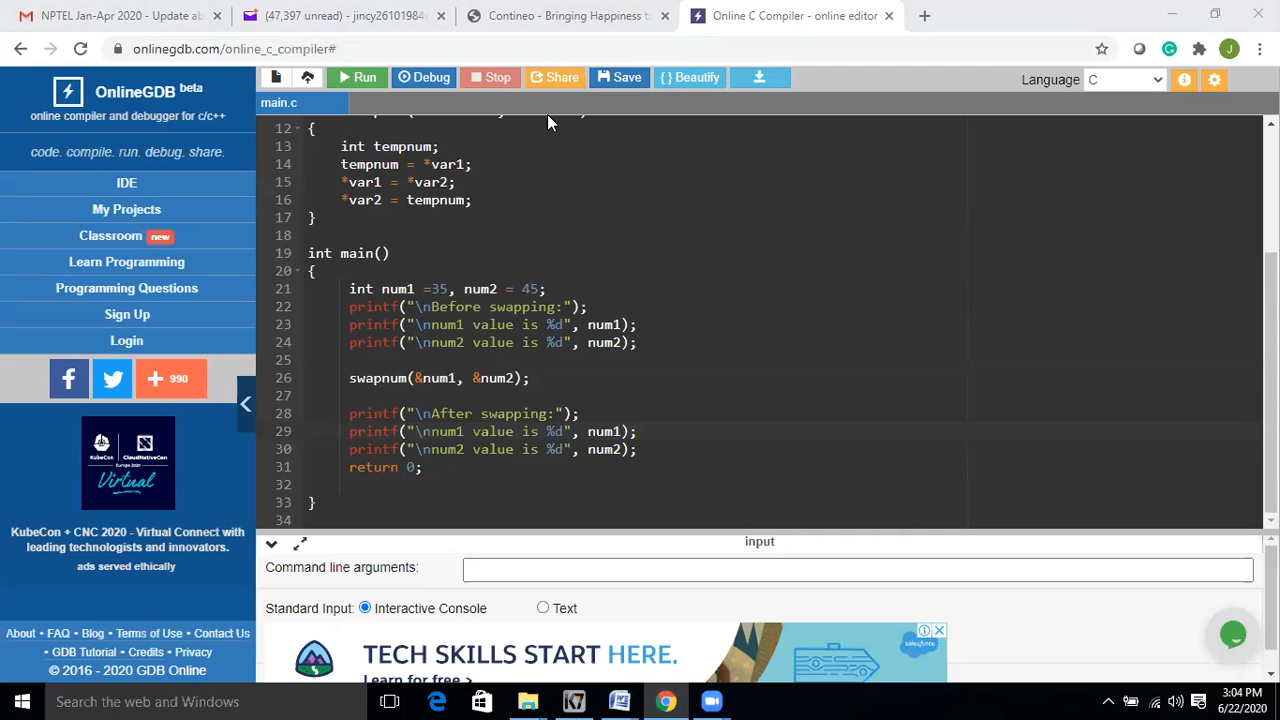 NPTEL Jan-Apr 2020 - Update ab
(47,397 unread) - jincy26101984
Contineo - Bringing Happiness t
Online C Compiler - online editor
onlinegdb.com/online_c_compiler#
J
OnlineGDB beta
online compiler and debugger for c/c++
code. compile. run. debug. share.
IDE
My Projects
Classroom new
Learn Programming
Programming Questions
Sign Up
Login
990
KubeCon
CloudNativeCon
Europe 2020
Virtual
KubeCon + CNC 2020 - Virtual Connect with
leading technologists and innovators.
ads served ethically
About • FAQ • Blog • Terms of Use • Contact Us
• GDB Tutorial • Credits • Privacy
© 2016 - 2020 GDB Online
Run Debug Stop Share Save { } Beautify
Language C
main.c
12 {
13 int tempnum;
14 tempnum = *var1;
15 *var1 = *var2;
16 *var2 = tempnum;
17 }
18
19 int main()
20 {
21 int num1 =35, num2 = 45;
22 printf("\nBefore swapping:");
23 printf("\nnum1 value is %d", num1);
24 printf("\nnum2 value is %d", num2);
25
26 swapnum(&num1, &num2);
27
28 printf("\nAfter swapping:");
29 printf("\nnum1 value is %d", num1);
30 printf("\nnum2 value is %d", num2);
31 return 0;
32
33 }
34
input
Command line arguments:
Standard Input: Interactive Console Text
TECH SKILLS START HERE.
Learn for free >
salesforce
Search the web and Windows
3:04 PM
6/22/2020